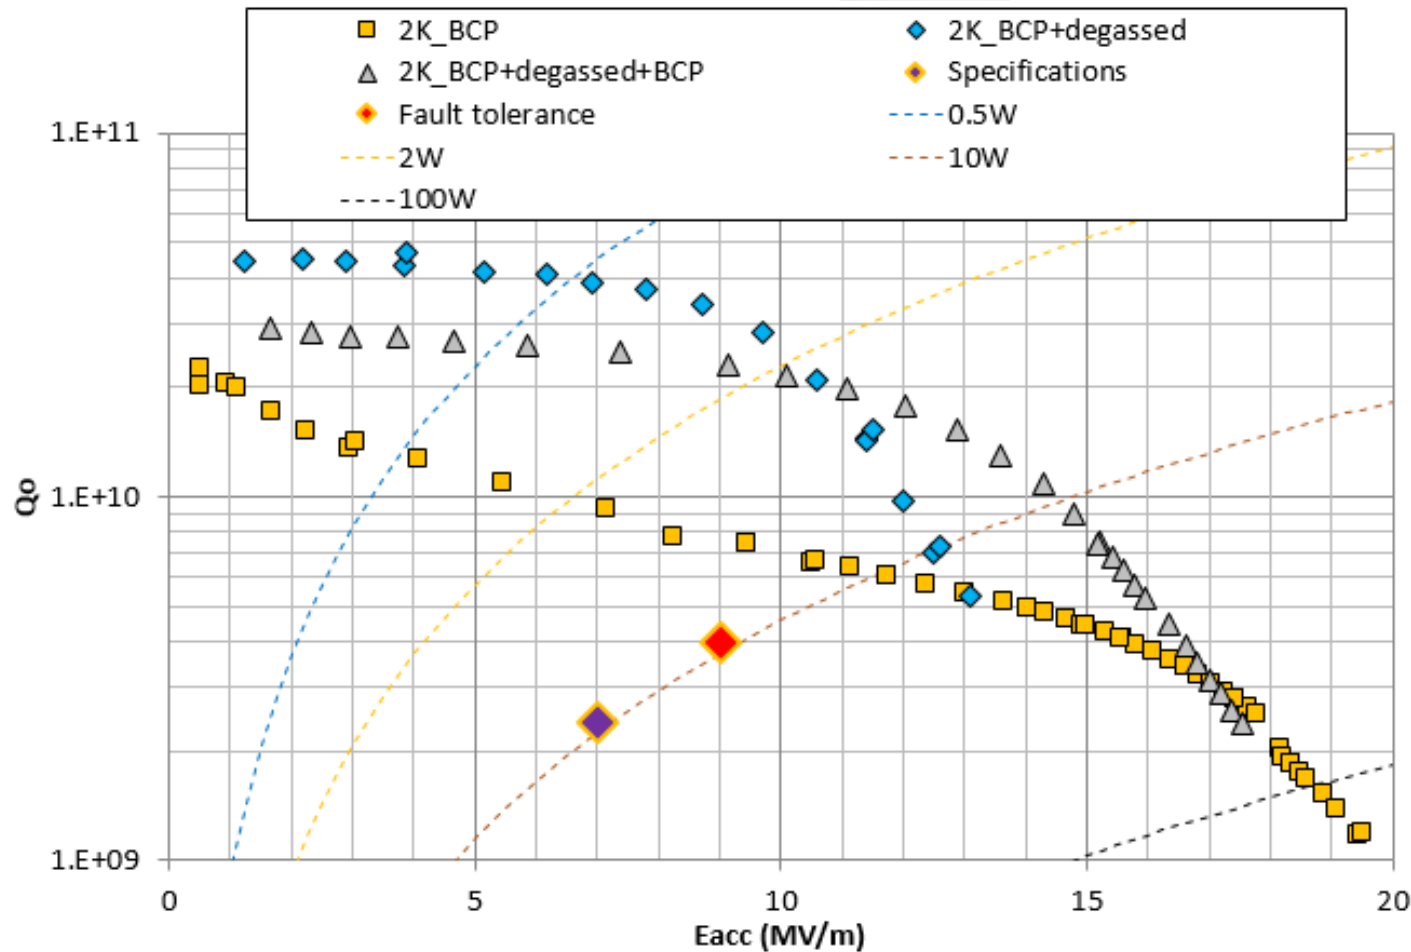 2K_BCP 2K_BCP+degassed
2K_BCP+degassed+BCP Specifications
Fault tolerance 0.5W
2W 10W
100W
1.E+11
1.E+10
1.E+09
Qo
0 5 10 15 20
Eacc (MV/m)